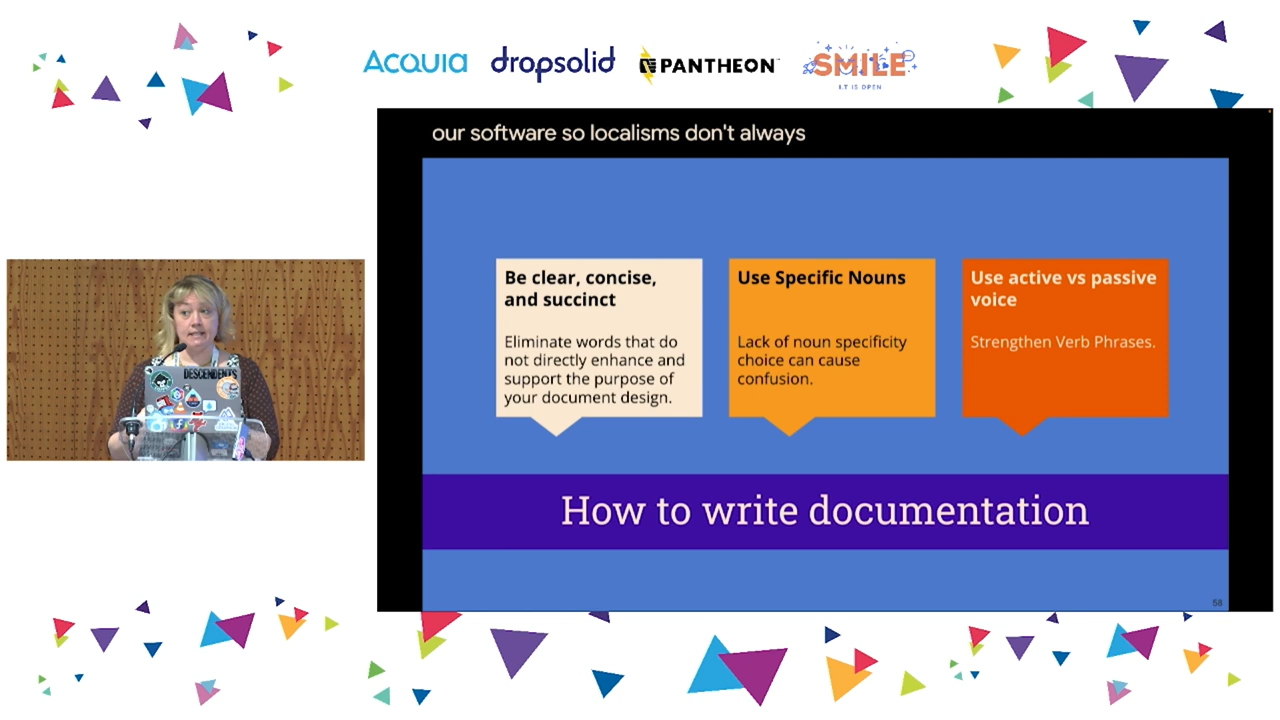 Acquia
dropsolid
PANTHEON
SMILE
I.T IS OPEN
our software so localisms don't always
Be clear, concise,
and succinct
Eliminate words that do
not directly enhance and
support the purpose of
your document design.
Use Specific Nouns
Lack of noun specificity
choice can cause
confusion.
Use active vs passive
voice
Strengthen Verb Phrases.
DESCENDENTS
How to write documentation
58